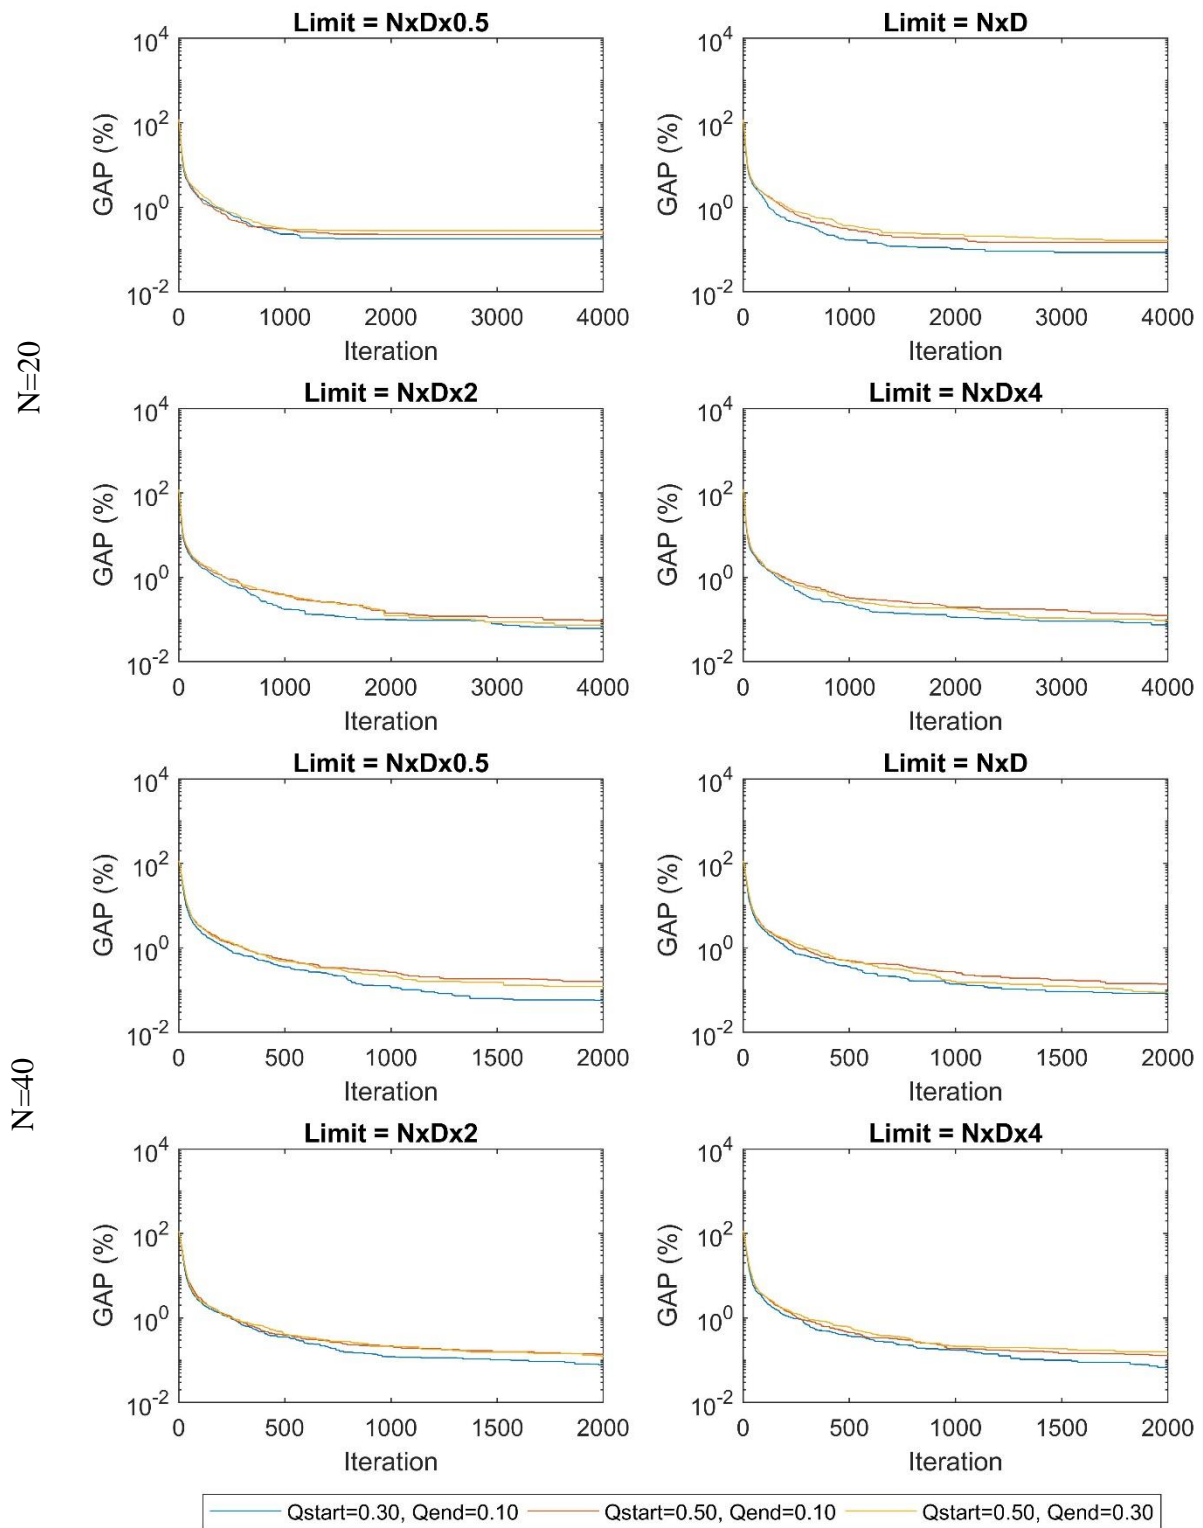 N=20
Limit = NxDx0.5
GAP (%)
10^4
10^2
10^0
10^-2
0 1000 2000 3000 4000
Iteration
Limit = NxD
GAP (%)
10^4
10^2
10^0
10^-2
0 1000 2000 3000 4000
Iteration
Limit = NxDx2
GAP (%)
10^4
10^2
10^0
10^-2
0 1000 2000 3000 4000
Iteration
Limit = NxDx4
GAP (%)
10^4
10^2
10^0
10^-2
0 1000 2000 3000 4000
Iteration
N=40
Limit = NxDx0.5
GAP (%)
10^4
10^2
10^0
10^-2
0 500 1000 1500 2000
Iteration
Limit = NxD
GAP (%)
10^4
10^2
10^0
10^-2
0 500 1000 1500 2000
Iteration
Limit = NxDx2
GAP (%)
10^4
10^2
10^0
10^-2
0 500 1000 1500 2000
Iteration
Limit = NxDx4
GAP (%)
10^4
10^2
10^0
10^-2
0 500 1000 1500 2000
Iteration
Qstart=0.30, Qend=0.10 Qstart=0.50, Qend=0.10 Qstart=0.50, Qend=0.30